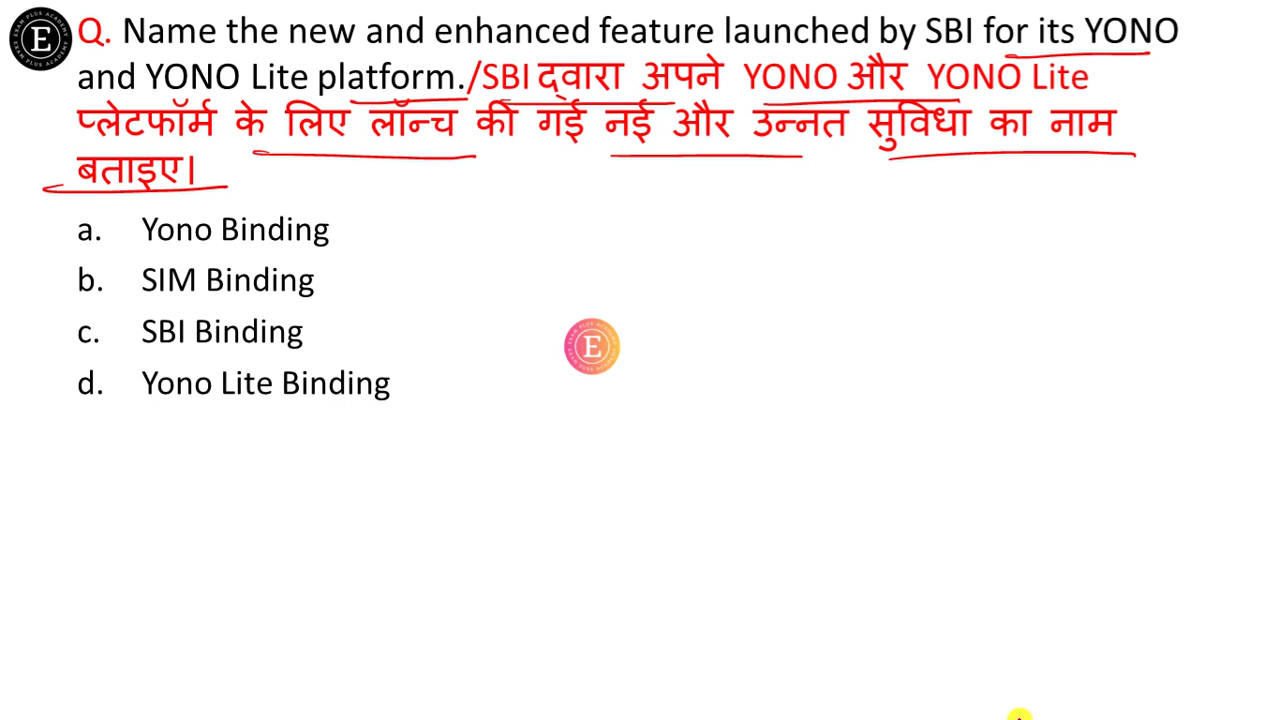 Q. Name the new and enhanced feature launched by SBI for its YONO
and YONO Lite platform./SBI द्वारा अपने YONO और YONO Lite
प्लेटफॉर्म के लिए लॉन्च की गई नई और उन्नत सुविधा का नाम
बताइए।
a. Yono Binding
b. SIM Binding
c. SBI Binding
d. Yono Lite Binding
E